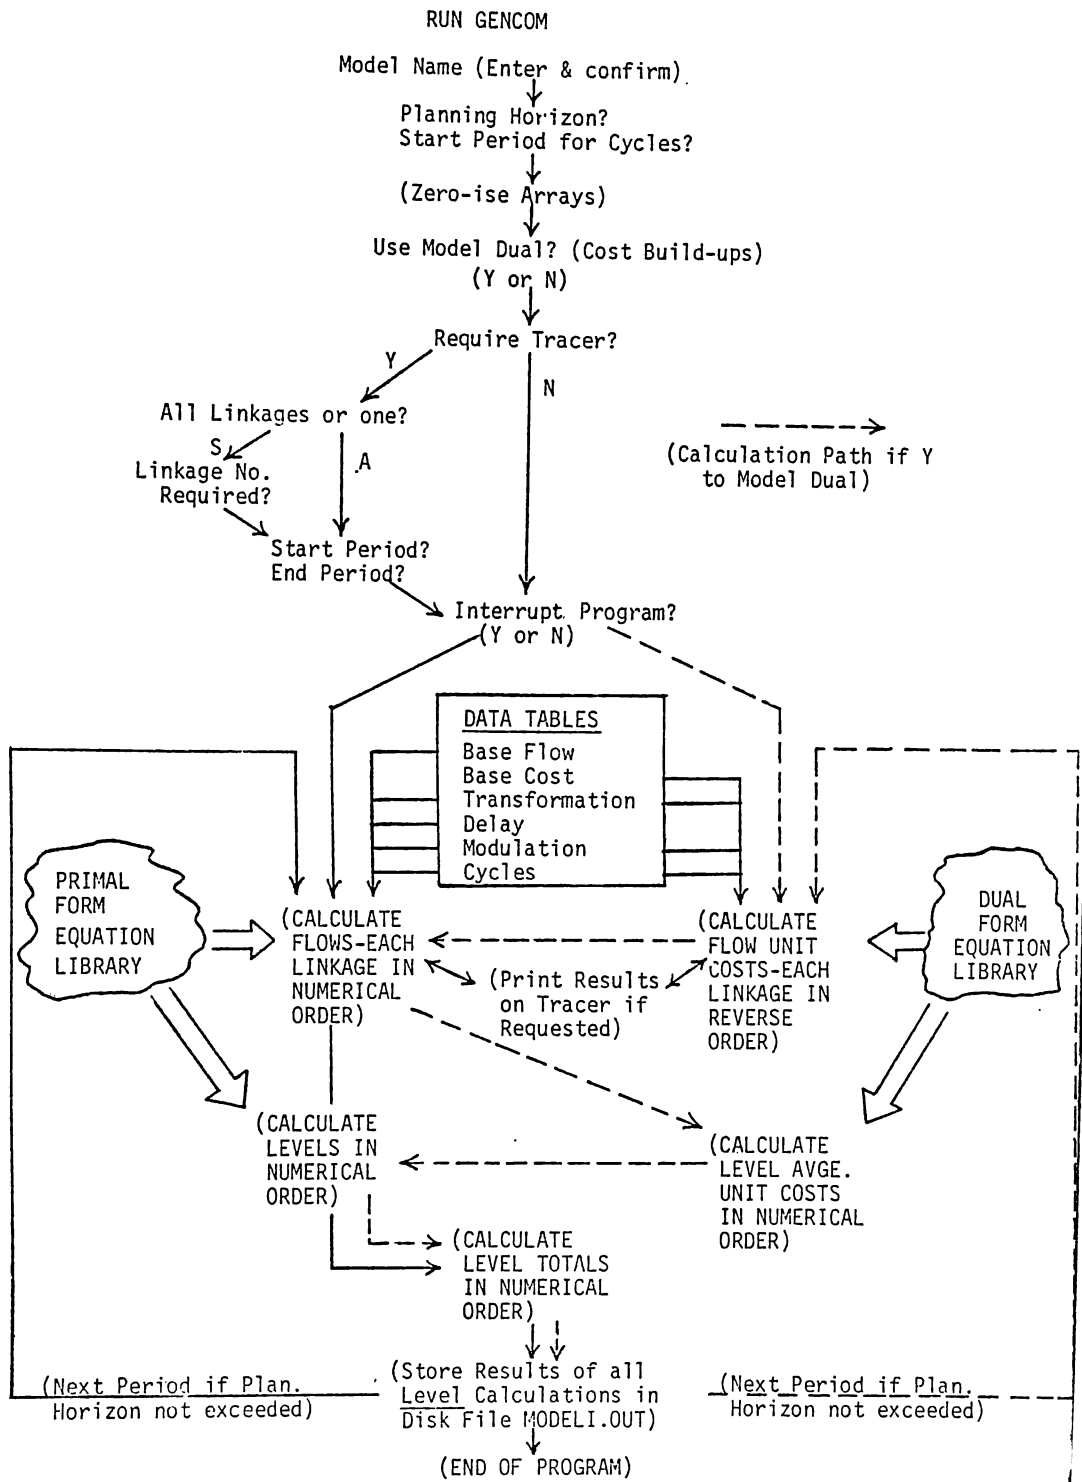 RUN GENCOM
Model Name (Enter & confirm)
Planning Horizon?
Start Period for Cycles?
(Zero-ise Arrays)
Use Model Dual? (Cost Build-ups)
(Y or N)
Require Tracer?
Y
N
All Linkages or one?
S
A
Linkage No.
Required?
(Calculation Path if Y
to Model Dual)
Start Period?
End Period?
Interrupt Program?
(Y or N)
DATA TABLES
Base Flow
Base Cost
Transformation
Delay
Modulation
Cycles
PRIMAL
FORM
EQUATION
LIBRARY
(CALCULATE
FLOWS-EACH
LINKAGE IN
NUMERICAL
ORDER)
(Print Results
on Tracer if
Requested)
(CALCULATE
FLOW UNIT
COSTS-EACH
LINKAGE IN
REVERSE
ORDER)
DUAL
FORM
EQUATION
LIBRARY
(CALCULATE
LEVELS IN
NUMERICAL
ORDER)
(CALCULATE
LEVEL AVGE.
UNIT COSTS
IN NUMERICAL
ORDER)
(CALCULATE
LEVEL TOTALS
IN NUMERICAL
ORDER)
(Next Period if Plan.
Horizon not exceeded)
(Store Results of all
Level Calculations in
Disk File MODELI.OUT)
(Next Period if Plan.
Horizon not exceeded)
(END OF PROGRAM)